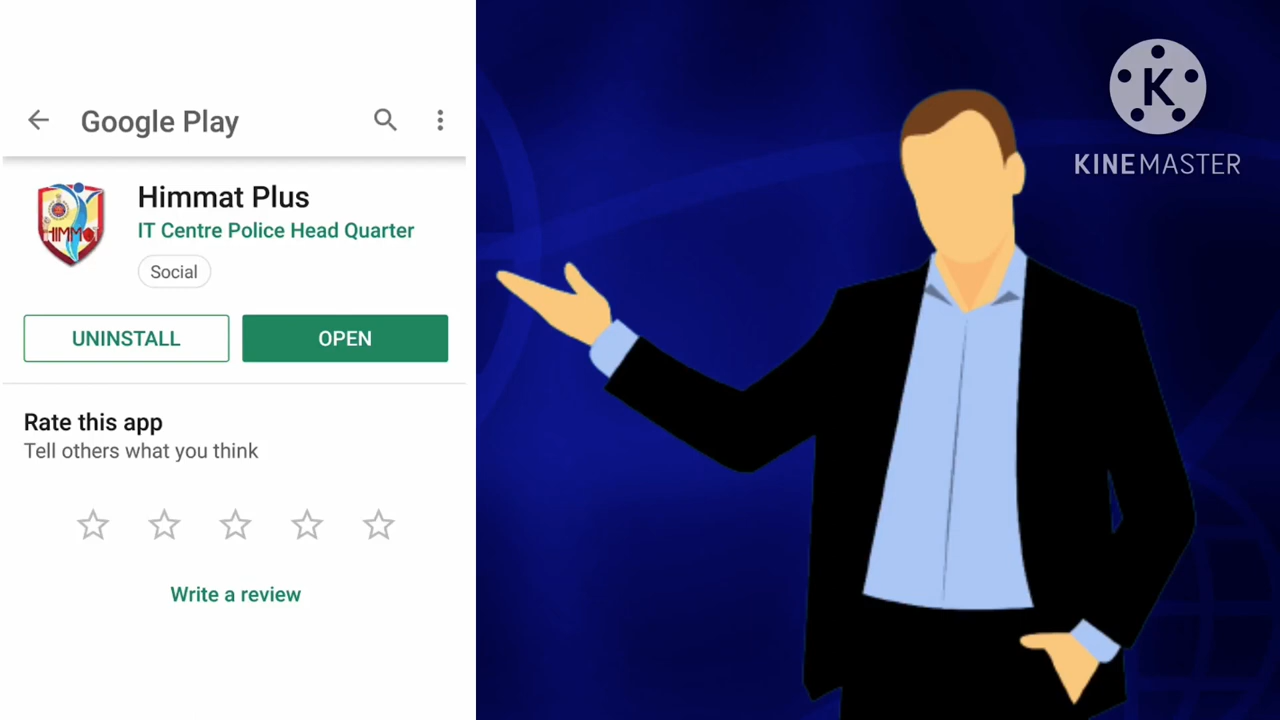 Google Play
Himmat Plus
HIMMAT
IT Centre Police Head Quarter
Social
UNINSTALL
OPEN
Rate this app
Tell others what you think
Write a review
K
KINEMASTER